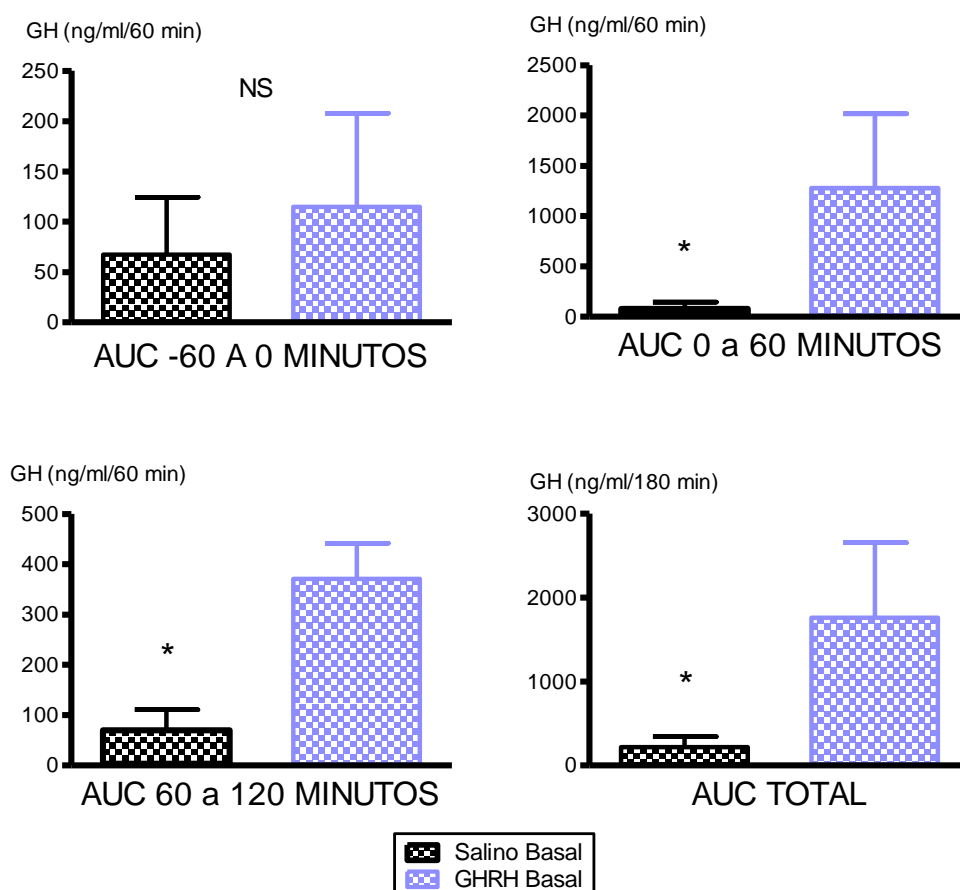 GH (ng/ml/60 min)
250
200
150
100
50
0
NS
AUC -60 A 0 MINUTOS
GH (ng/ml/60 min)
2500
2000
1500
1000
500
0
*
AUC 0 a 60 MINUTOS
GH (ng/ml/60 min)
500
400
300
200
100
0
*
AUC 60 a 120 MINUTOS
GH (ng/ml/180 min)
3000
2000
1000
0
*
AUC TOTAL
Salino Basal
GHRH Basal